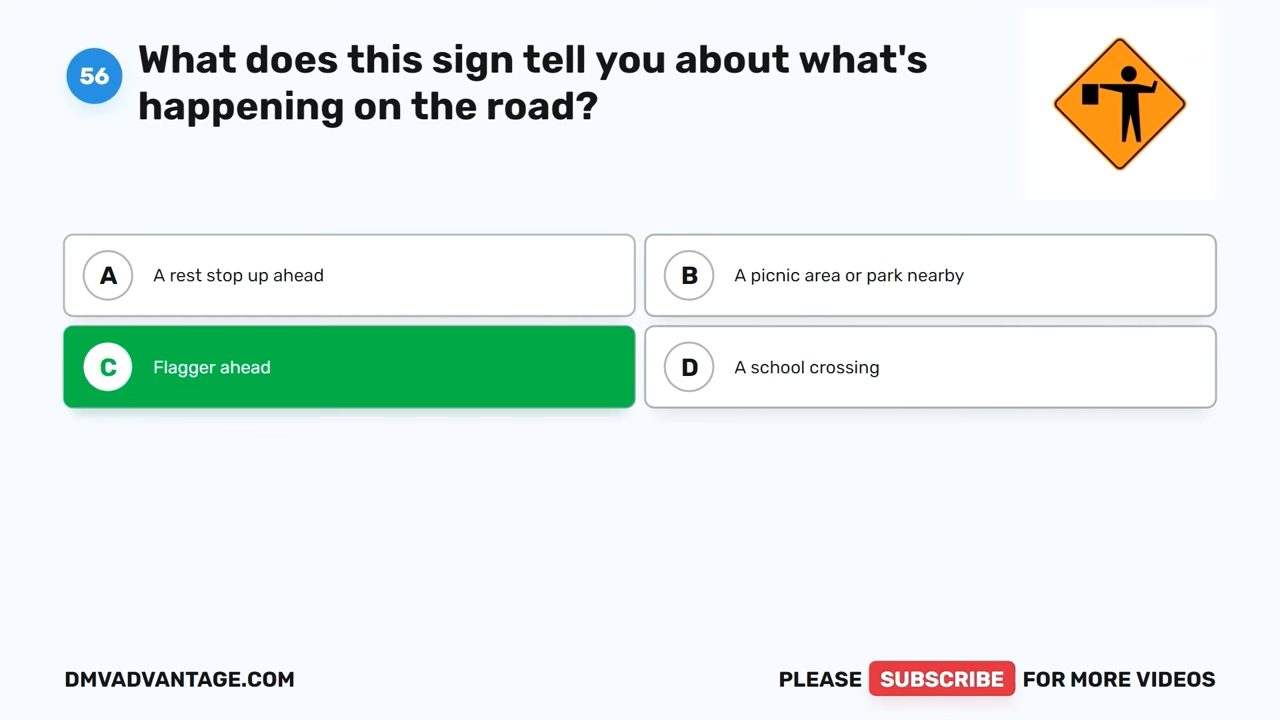 56
What does this sign tell you about what's
happening on the road?
A
A rest stop up ahead
B
A picnic area or park nearby
C
Flagger ahead
D
A school crossing
DMVADVANTAGE.COM
PLEASE SUBSCRIBE FOR MORE VIDEOS